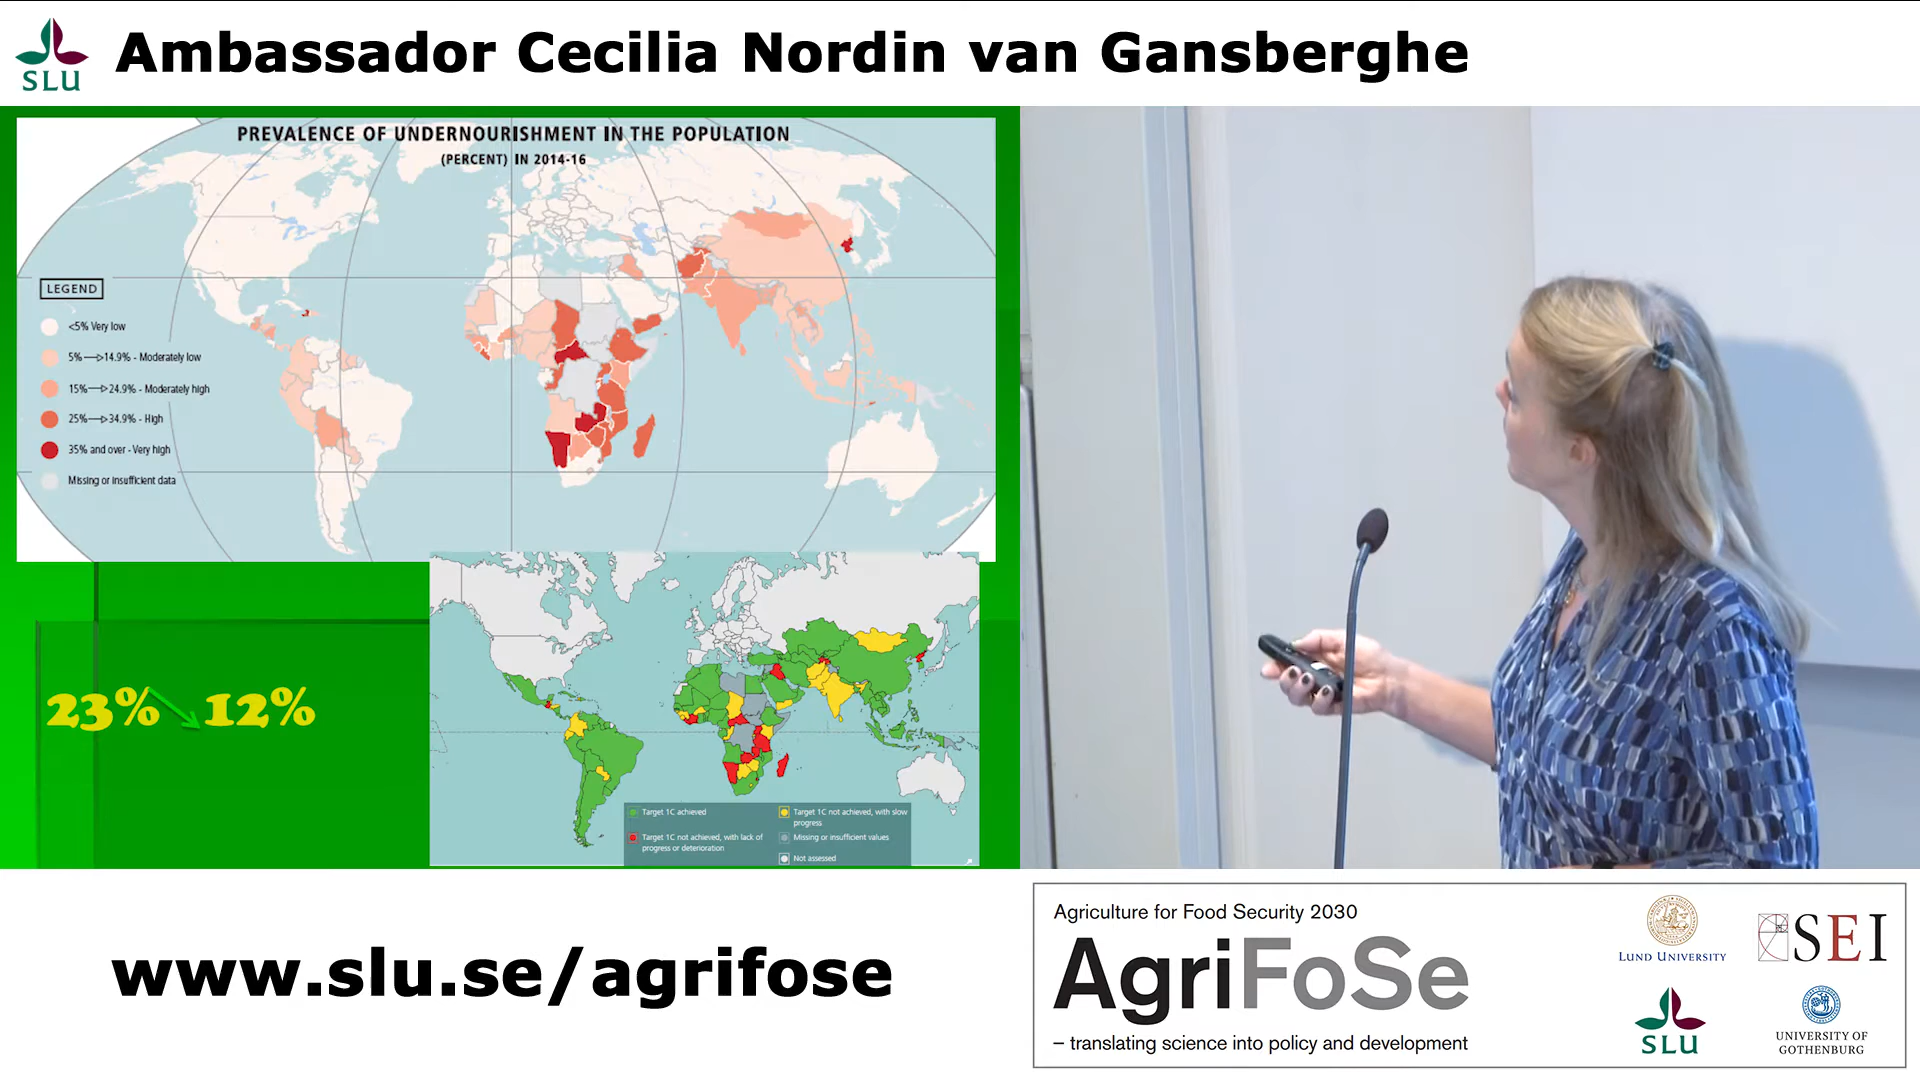 SLU
Ambassador Cecilia Nordin van Gansberghe
PREVALENCE OF UNDERNOURISHMENT IN THE POPULATION
(PERCENT) IN 2014-16
LEGEND
<5% Very low
5%→14.9% - Moderately low
15%→24.9% - Moderately high
25%→34.9% - High
35% and over - Very high
Missing or insufficient data
23% 12%
Target 1C achieved
Target 1C not achieved, with lack of
progress or deterioration
Target 1C not achieved, with slow
progress
Missing or insufficient values
Not assessed
www.slu.se/agrifose
Agriculture for Food Security 2030
AgriFoSe
– translating science into policy and development
LUND UNIVERSITY
SEI
SLU
UNIVERSITY OF
GOTHENBURG